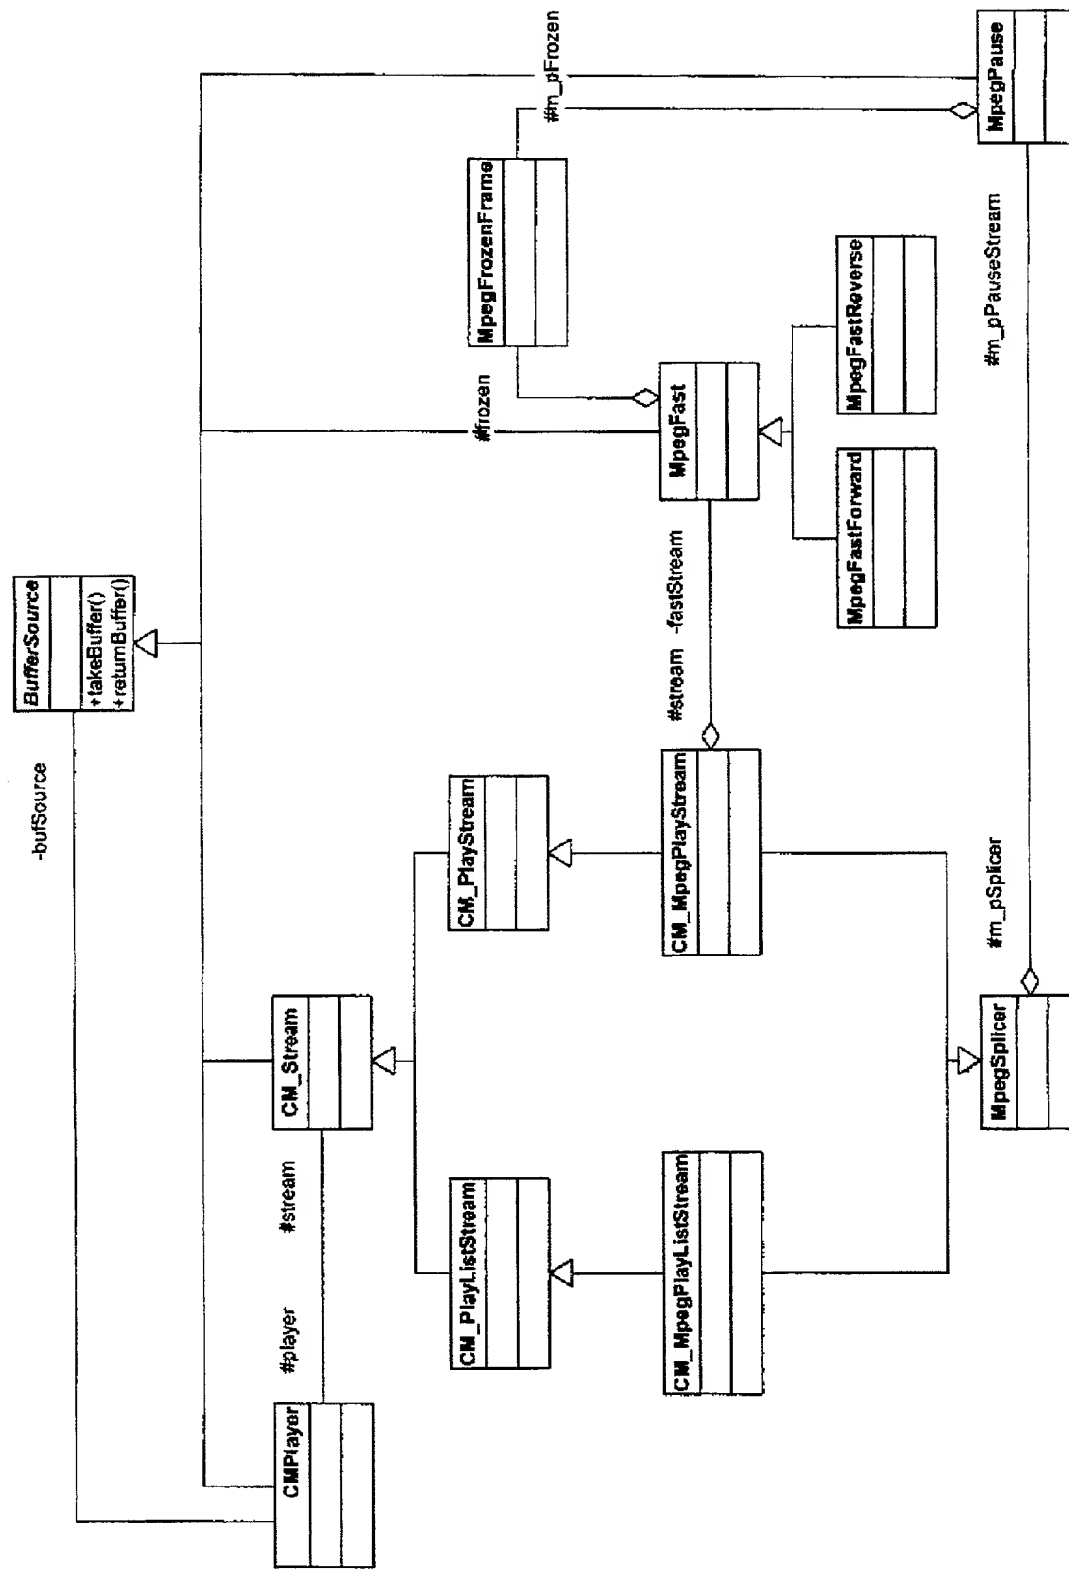 -bufSource
BufferSource
+takeBuffer()
+returnBuffer()
CMPlayer
#player
#stream
CM_Stream
#frozen
MpegFrozenFrame
#m_pFrozen
CM_PlayListStream
CM_PlayStream
CM_MpegPlayListStream
CM_MpegPlayStream
#stream -fastStream
MpegFast
MpegFastForward
MpegFastReverse
MpegSplicer
#m_pSplicer
#m_pPauseStream
MpegPause